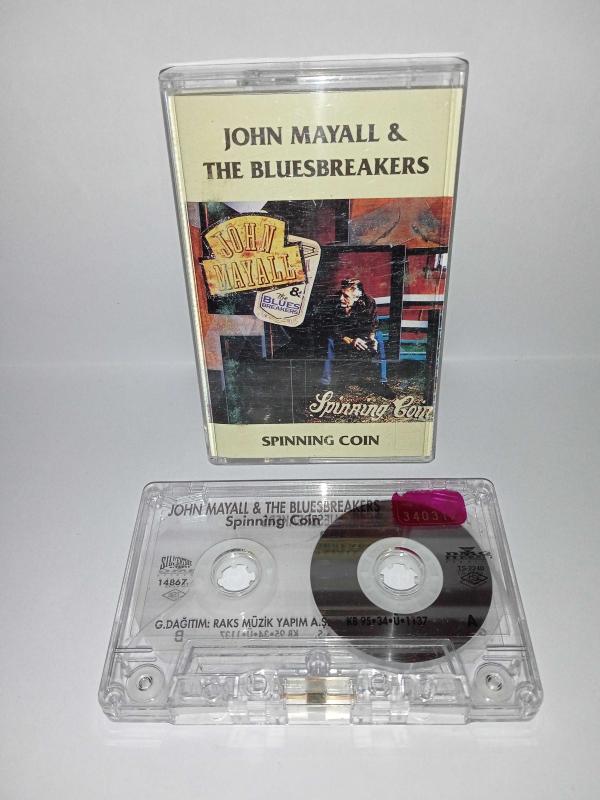 JOHN MAYALL &
THE BLUESBREAKERS
JOHN
MAYALL
&
The
BLUES
BREAKERS
Spinning Coin
SPINNING COIN
JOHN MAYALL & THE BLUESBREAKERS
Spinning Coin
14867
G.DAĞITIM: RAKS MÜZİK YAPIM A.Ş.
KB 95•34•Ü•1137
A
B